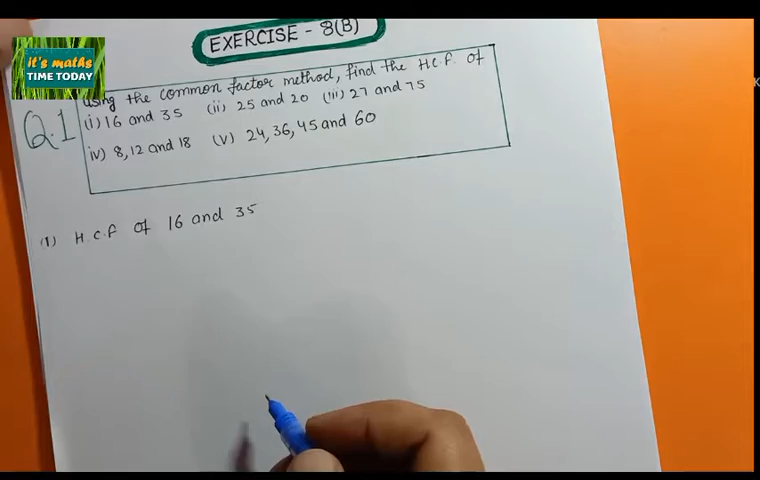 EXERCISE - 8(B)
it's maths
TIME TODAY
Q.1
using the common factor method, find the H.C.F. of
(i) 16 and 35 (ii) 25 and 20 (iii) 27 and 75
iv) 8, 12 and 18 (v) 24, 36, 45 and 60
(1) H.C.F of 16 and 35